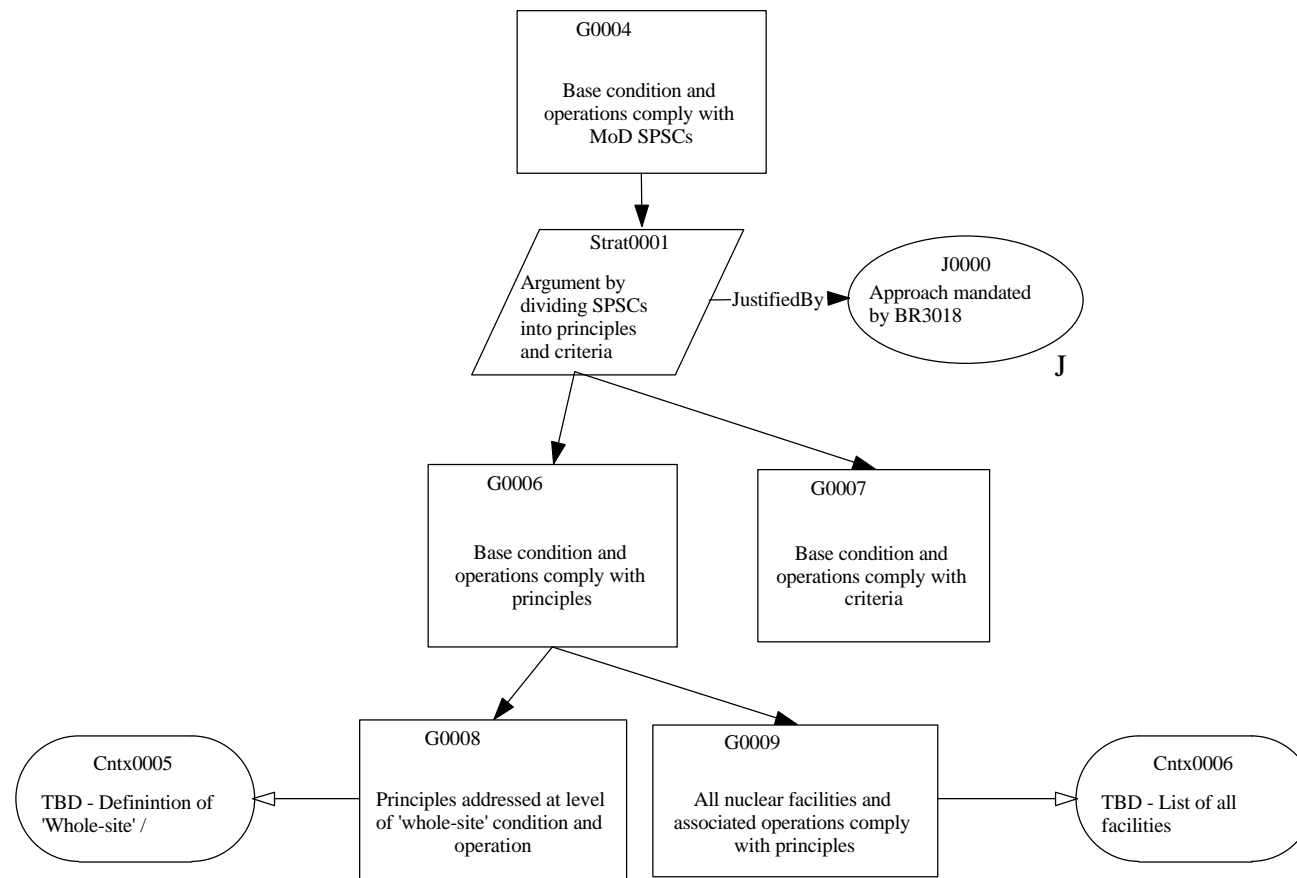 G0004
Base condition and
operations comply with
MoD SPSCs
Strat0001
Argument by
dividing SPSCs
into principles
and criteria
JustifiedBy
J0000
Approach mandated
by BR3018
J
G0006
Base condition and
operations comply with
principles
G0007
Base condition and
operations comply with
criteria
Cntx0005
TBD - Definintion of
'Whole-site' /
G0008
Principles addressed at level
of 'whole-site' condition and
operation
G0009
All nuclear facilities and
associated operations comply
with principles
Cntx0006
TBD - List of all
facilities